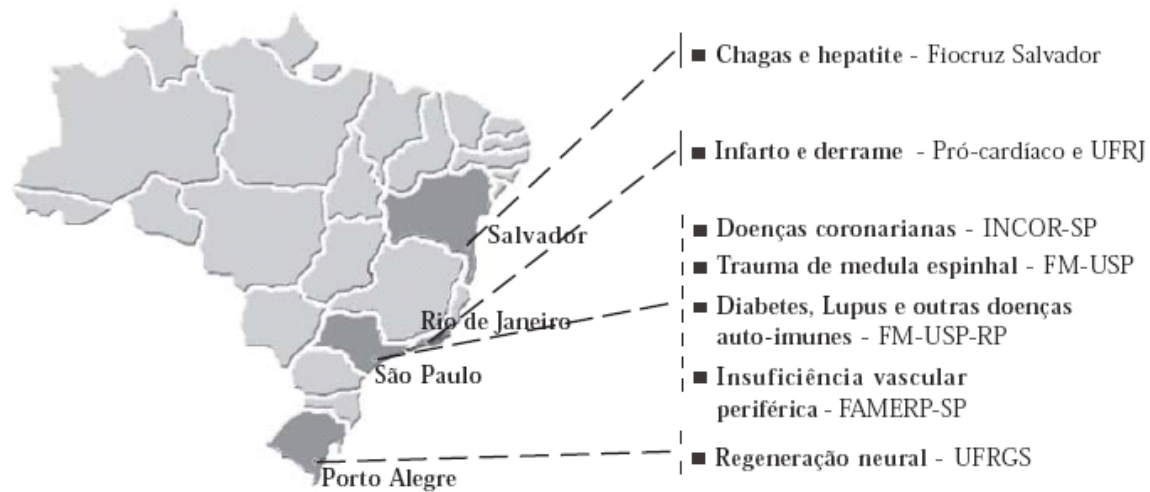 ■ Chagas e hepatite - Fiocruz Salvador
■ Infarto e derrame - Pró-cardíaco e UFRJ
■ Doenças coronarianas - INCOR-SP
Salvador
■ Trauma de medula espinhal - FM-USP
■ Diabetes, Lupus e outras doenças
auto-imunes - FM-USP-RP
Rio de Janeiro
São Paulo
■ Insuficiência vascular
periférica - FAMERP-SP
■ Regeneração neural - UFRGS
Porto Alegre